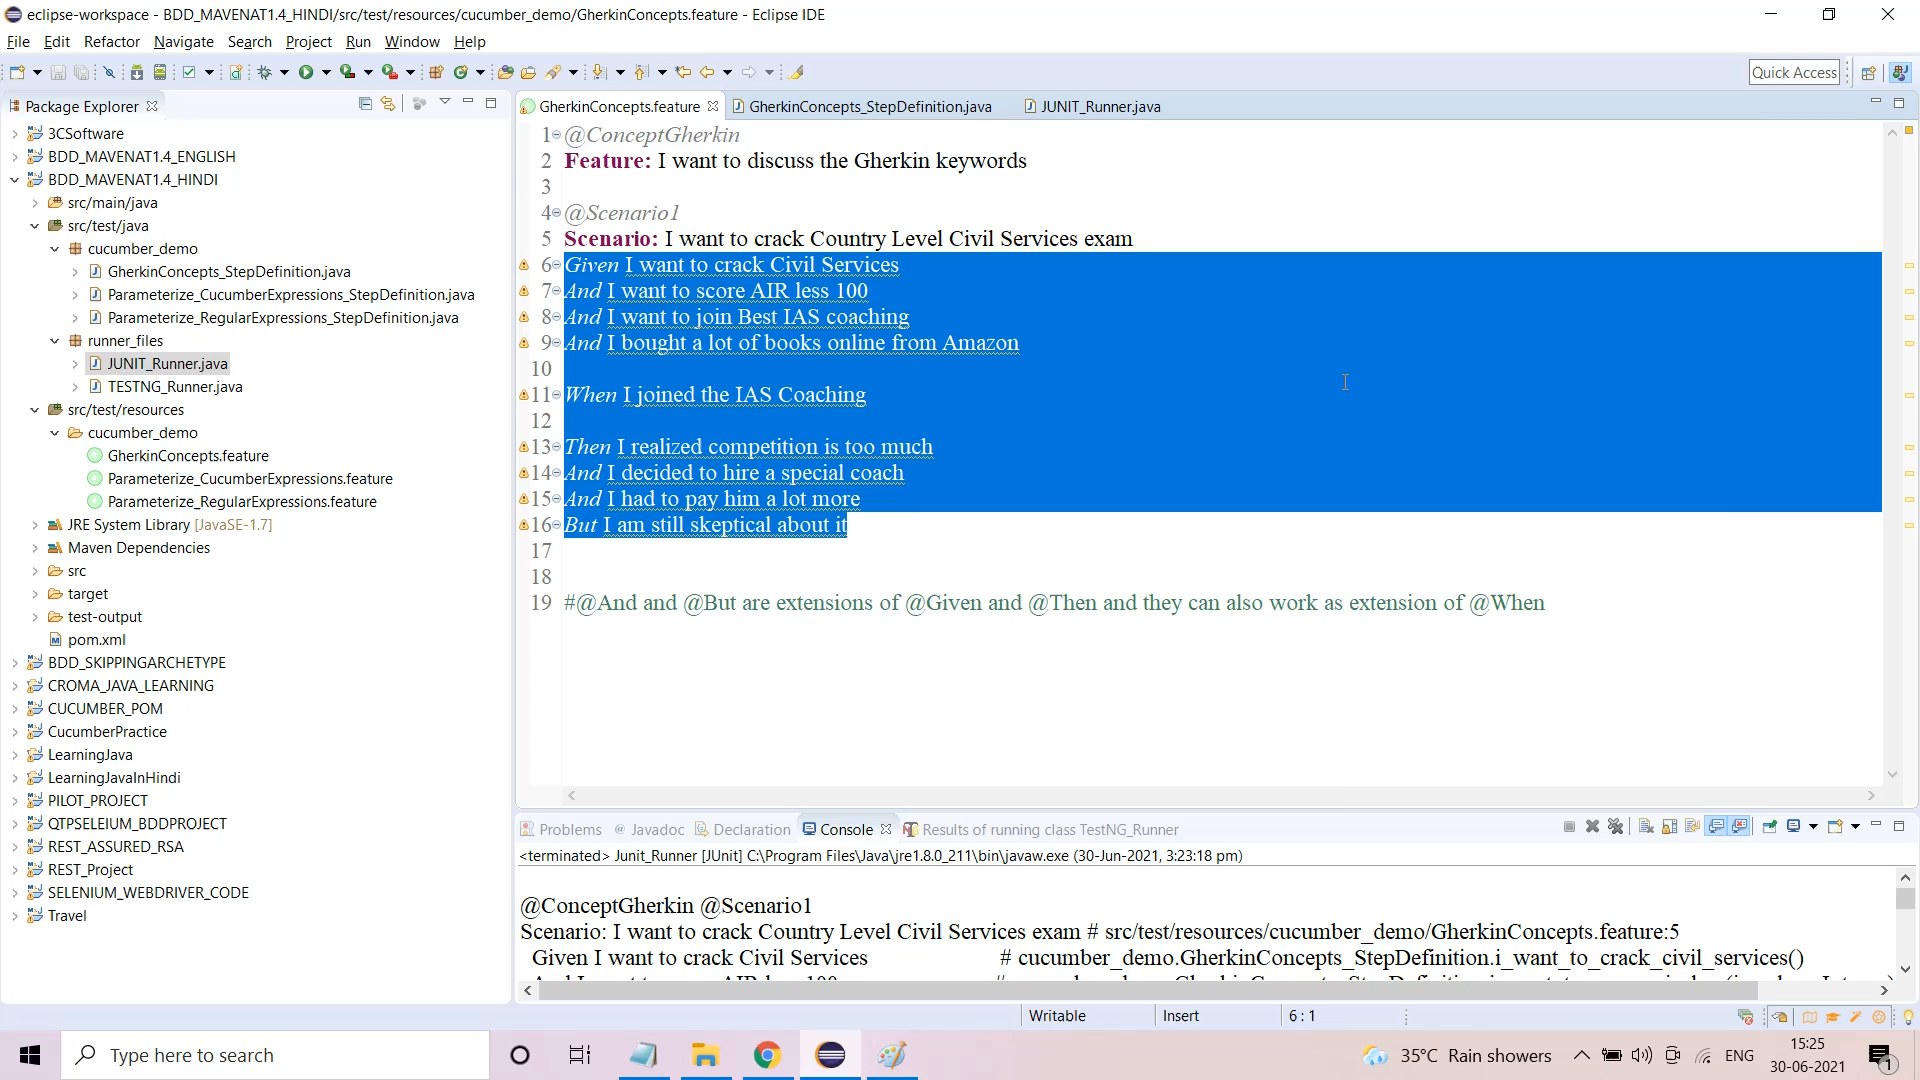 eclipse-workspace - BDD_MAVENAT1.4_HINDI/src/test/resources/cucumber_demo/GherkinConcepts.feature - Eclipse IDE
File Edit Refactor Navigate Search Project Run Window Help
Quick Access
Package Explorer
3CSoftware
BDD_MAVENAT1.4_ENGLISH
BDD_MAVENAT1.4_HINDI
src/main/java
src/test/java
cucumber_demo
GherkinConcepts_StepDefinition.java
Parameterize_CucumberExpressions_StepDefinition.java
Parameterize_RegularExpressions_StepDefinition.java
runner_files
JUNIT_Runner.java
TESTNG_Runner.java
src/test/resources
cucumber_demo
GherkinConcepts.feature
Parameterize_CucumberExpressions.feature
Parameterize_RegularExpressions.feature
JRE System Library [JavaSE-1.7]
Maven Dependencies
src
target
test-output
pom.xml
BDD_SKIPPINGARCHETYPE
CROMA_JAVA_LEARNING
CUCUMBER_POM
CucumberPractice
LearningJava
LearningJavaInHindi
PILOT_PROJECT
QTPSELEIUM_BDDPROJECT
REST_ASSURED_RSA
REST_Project
SELENIUM_WEBDRIVER_CODE
Travel
GherkinConcepts.feature GherkinConcepts_StepDefinition.java JUNIT_Runner.java
1 @ConceptGherkin
2 Feature: I want to discuss the Gherkin keywords
3
4 @Scenario1
5 Scenario: I want to crack Country Level Civil Services exam
6 Given I want to crack Civil Services
7 And I want to score AIR less 100
8 And I want to join Best IAS coaching
9 And I bought a lot of books online from Amazon
10
11 When I joined the IAS Coaching
12
13 Then I realized competition is too much
14 And I decided to hire a special coach
15 And I had to pay him a lot more
16 But I am still skeptical about it
17
18
19 #@And and @But are extensions of @Given and @Then and they can also work as extension of @When
Problems Javadoc Declaration Console Results of running class TestNG_Runner
<terminated> Junit_Runner [JUnit] C:\Program Files\Java\jre1.8.0_211\bin\javaw.exe (30-Jun-2021, 3:23:18 pm)
@ConceptGherkin @Scenario1
Scenario: I want to crack Country Level Civil Services exam # src/test/resources/cucumber_demo/GherkinConcepts.feature:5
Given I want to crack Civil Services # cucumber_demo.GherkinConcepts_StepDefinition.i_want_to_crack_civil_services()
Writable Insert 6 : 1
Type here to search
35°C Rain showers
ENG
15:25
30-06-2021
1